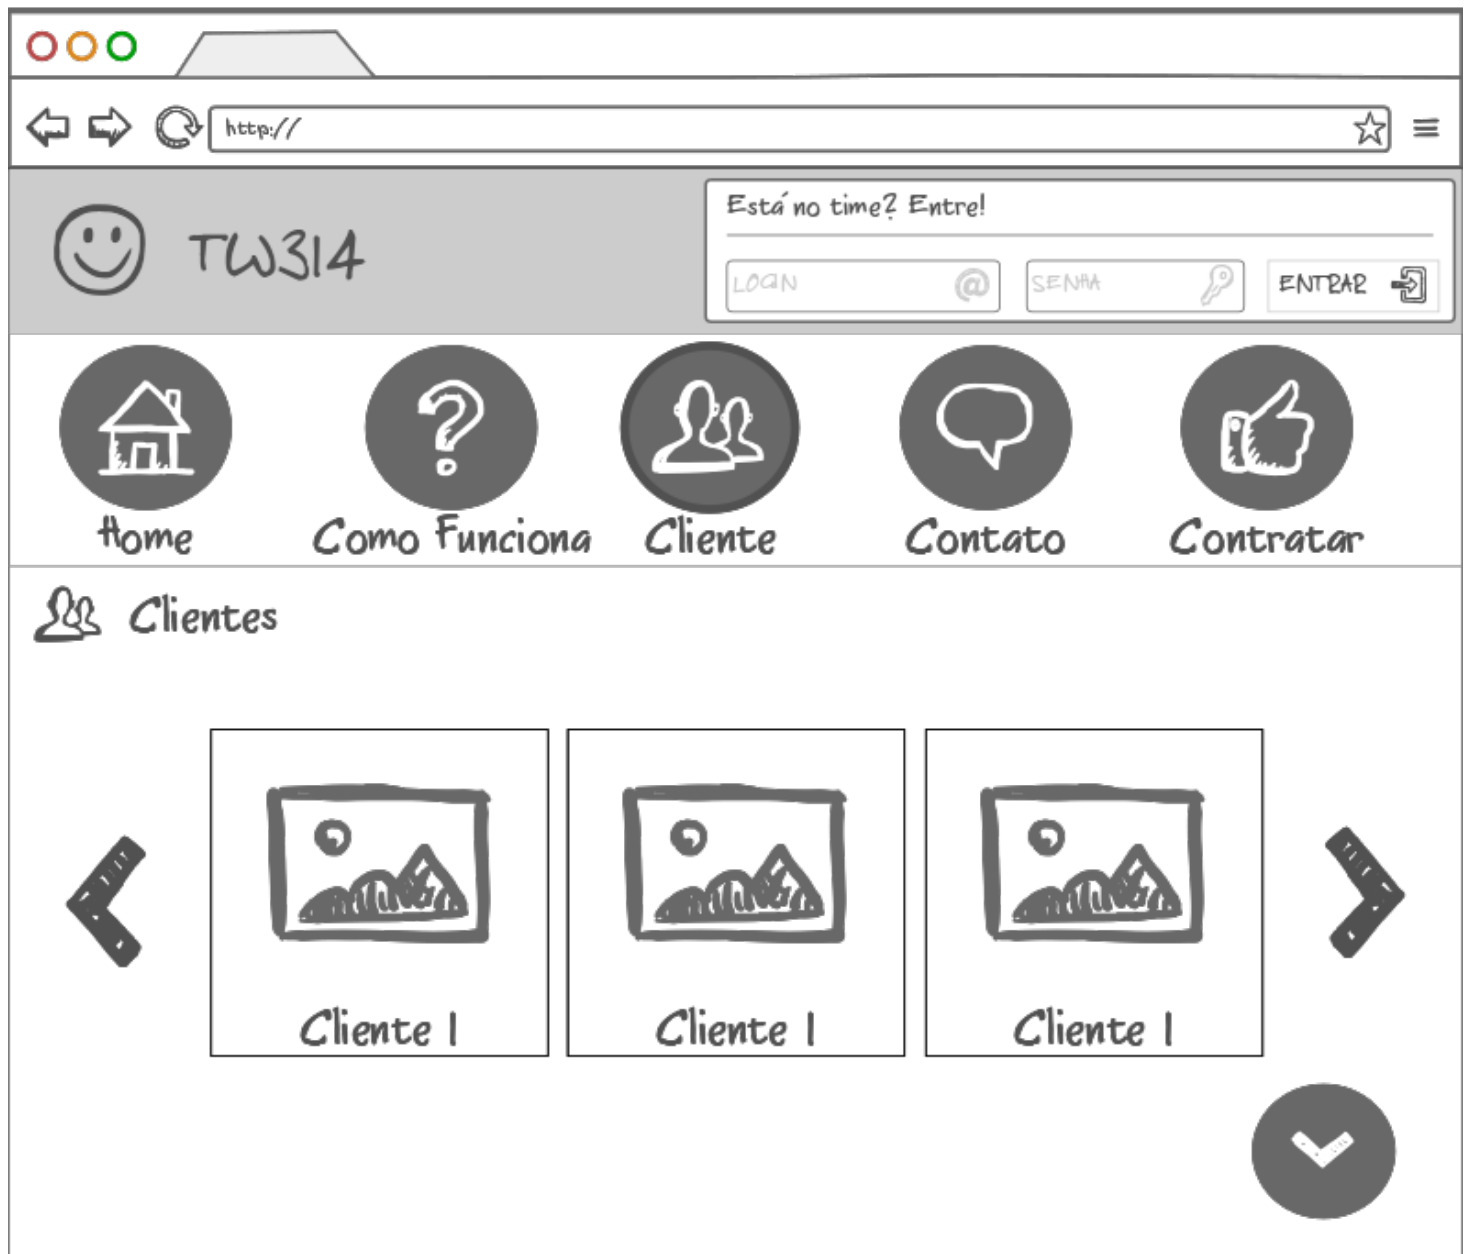 http://
TW314
Está no time? Entre!
LOGIN
SENHA
ENTRAR
Home
Como Funciona
Cliente
Contato
Contratar
Clientes
Cliente 1
Cliente 1
Cliente 1